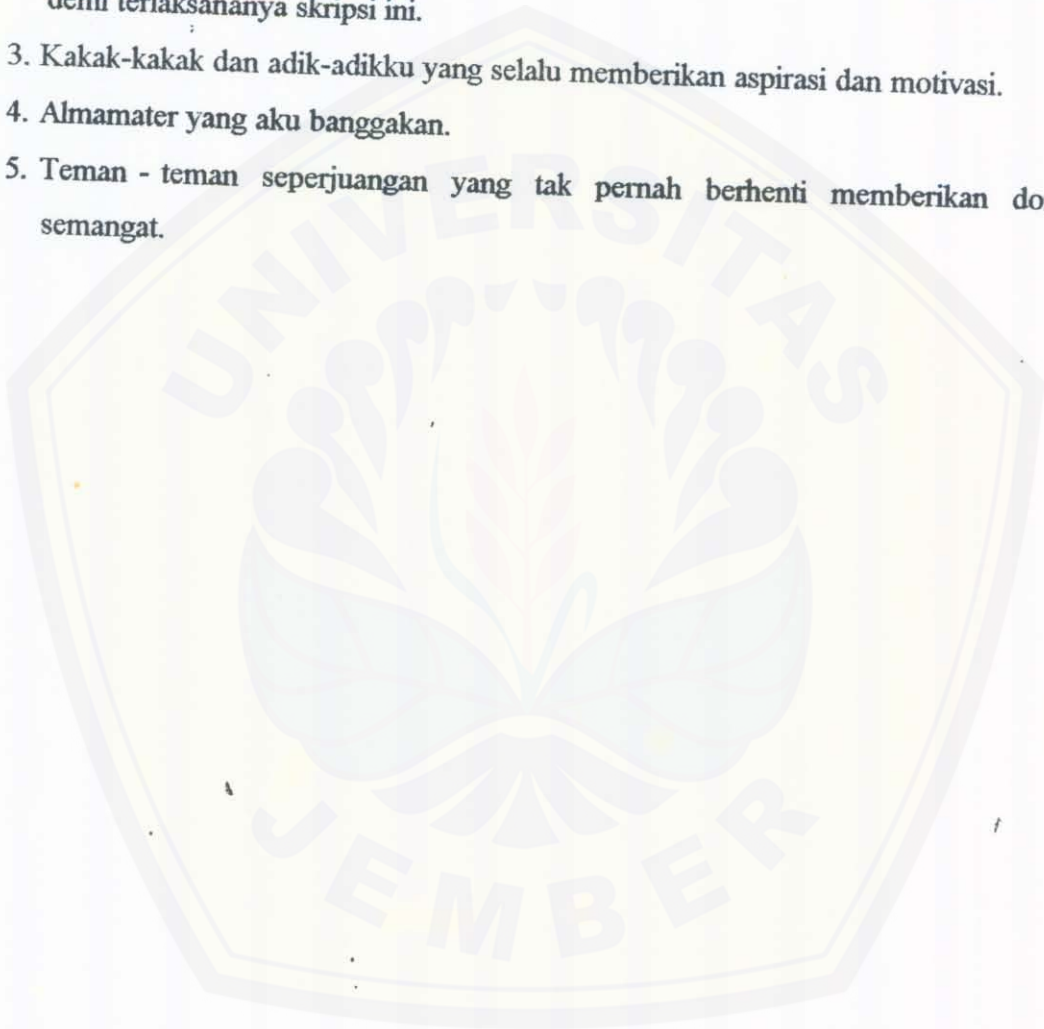 demi terlaksananya skripsi ini.
3. Kakak-kakak dan adik-adikku yang selalu memberikan aspirasi dan motivasi.
4. Almamater yang aku banggakan.
5. Teman - teman seperjuangan yang tak pernah berhenti memberikan do
semangat.
UNIVERSITAS
JEMBER